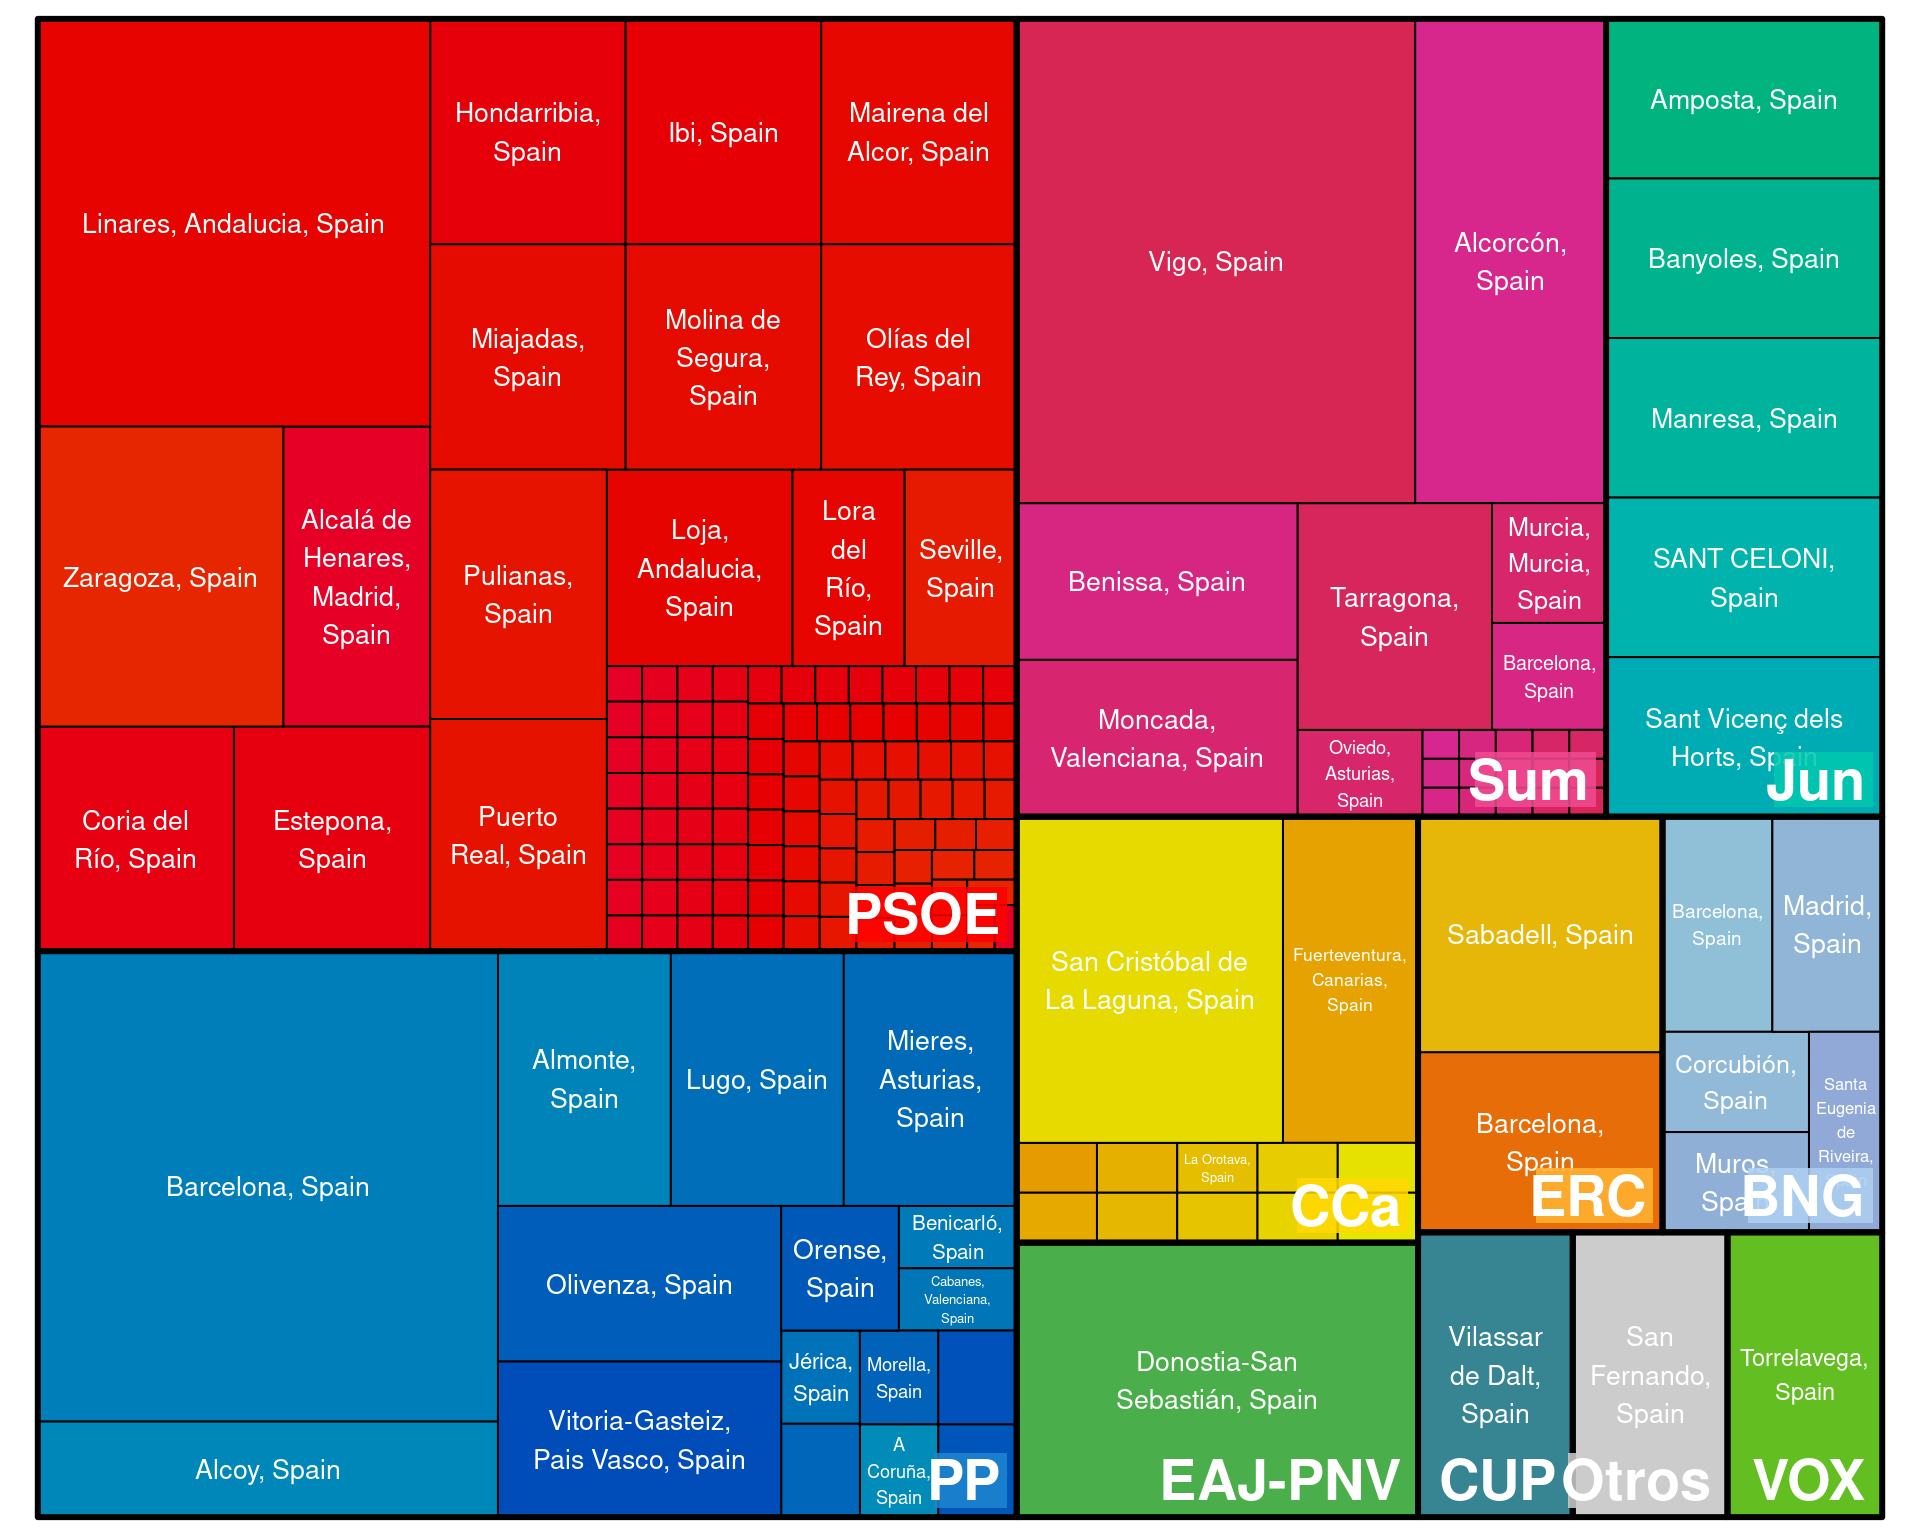 Linares, Andalucia, Spain
Hondarribia,
Spain
Ibi, Spain
Mairena del
Alcor, Spain
Miajadas,
Spain
Molina de
Segura,
Spain
Olías del
Rey, Spain
Zaragoza, Spain
Alcalá de
Henares,
Madrid,
Spain
Pulianas,
Spain
Loja,
Andalucia,
Spain
Lora
del
Río,
Spain
Seville,
Spain
Coria del
Río, Spain
Estepona,
Spain
Puerto
Real, Spain
PSOE
Vigo, Spain
Alcorcón,
Spain
Benissa, Spain
Moncada,
Valenciana, Spain
Tarragona,
Spain
Murcia,
Murcia,
Spain
Barcelona,
Spain
Oviedo,
Asturias,
Spain
Sum
Amposta, Spain
Banyoles, Spain
Manresa, Spain
SANT CELONI,
Spain
Sant Vicenç dels
Horts, Spain
Jun
Barcelona, Spain
Alcoy, Spain
Almonte,
Spain
Lugo, Spain
Mieres,
Asturias,
Spain
Olivenza, Spain
Orense,
Spain
Benicarló,
Spain
Cabanes,
Valenciana,
Spain
Vitoria-Gasteiz,
Pais Vasco, Spain
Jérica,
Spain
Morella,
Spain
A
Coruña,
Spain
PP
San Cristóbal de
La Laguna, Spain
Fuerteventura,
Canarias,
Spain
La Orotava,
Spain
CCa
Sabadell, Spain
Barcelona,
Spain
ERC
Barcelona,
Spain
Madrid,
Spain
Corcubión,
Spain
Muros,
Spain
Santa
Eugenia
de
Riveira,
BNG
Donostia-San
Sebastián, Spain
EAJ-PNV
Vilassar
de Dalt,
Spain
CUP
San
Fernando,
Spain
Otros
Torrelavega,
Spain
VOX